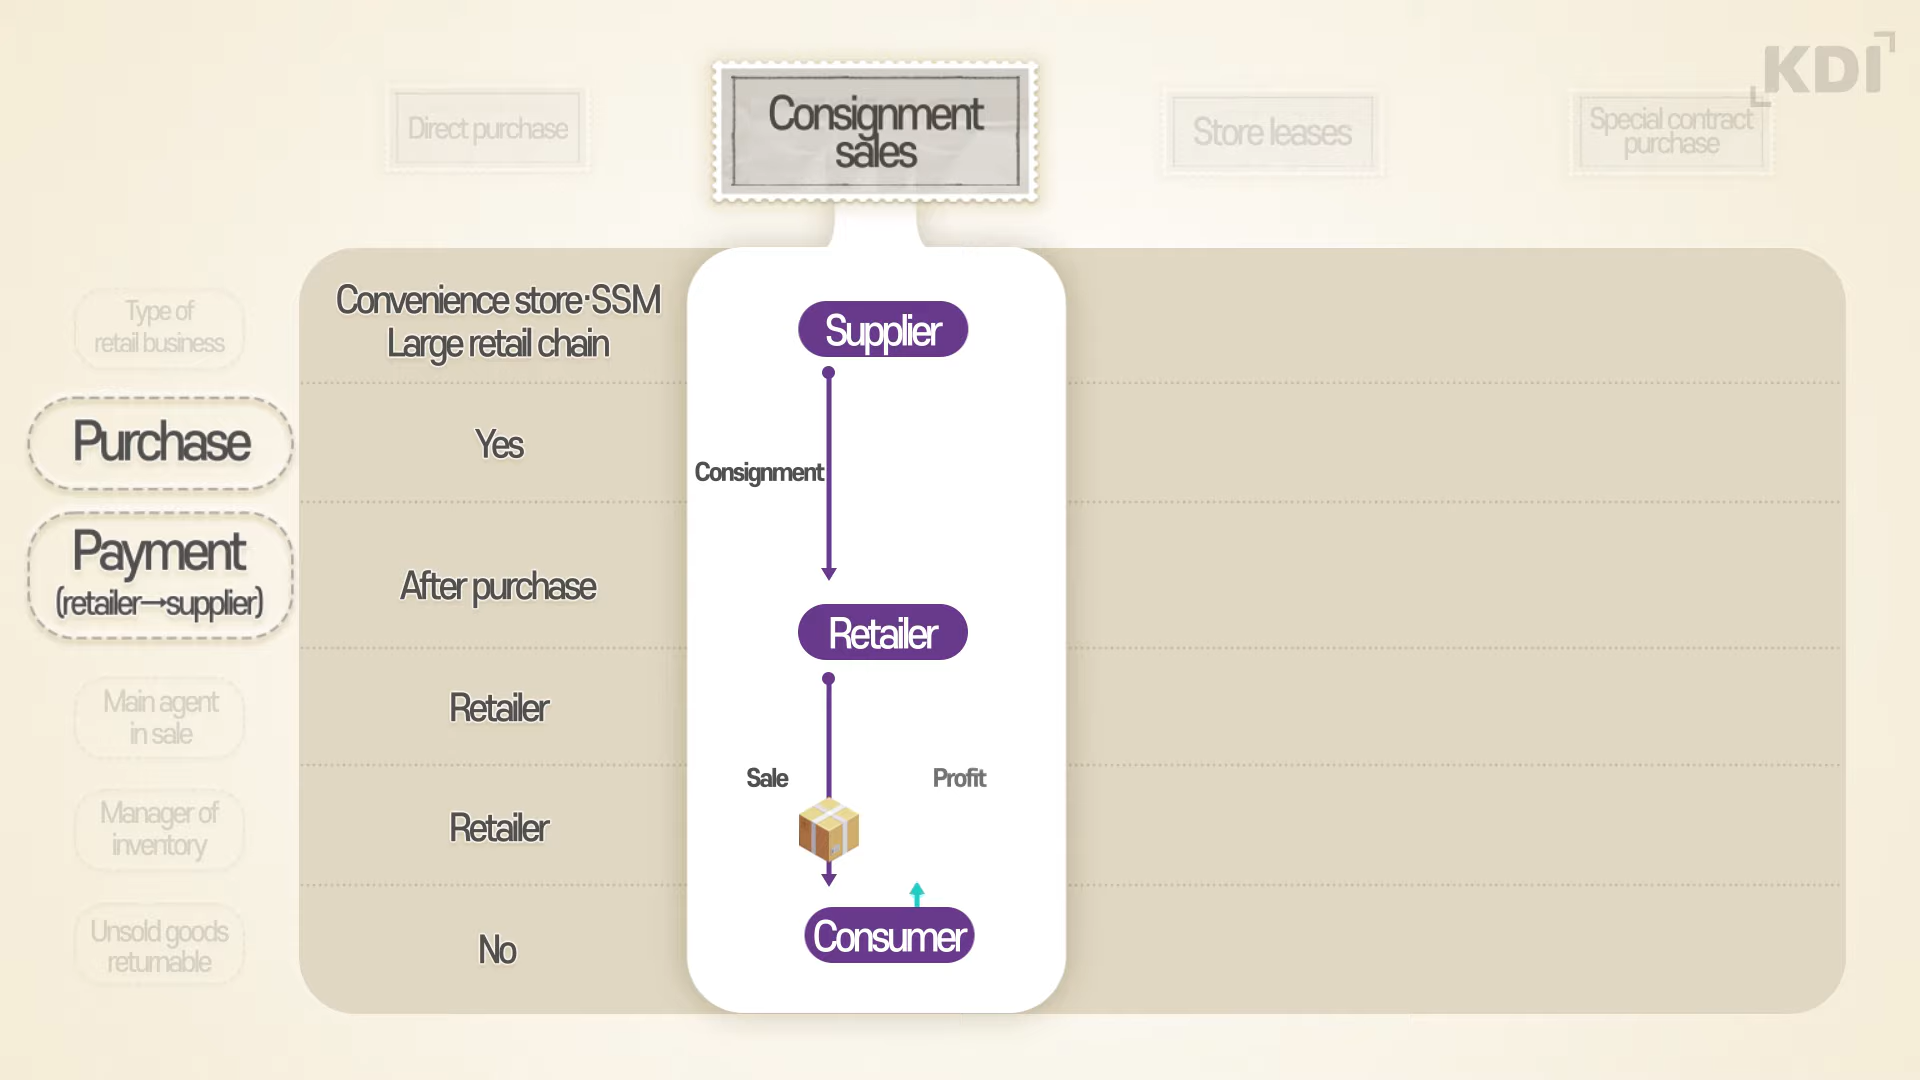 KDI
Direct purchase
Consignment
sales
Store leases
Special contract
purchase
Type of
retail business
Convenience store·SSM
Large retail chain
Supplier
Purchase
Yes
Consignment
Payment
(retailer→supplier)
After purchase
Retailer
Main agent
in sale
Retailer
Sale
Profit
Manager of
inventory
Retailer
Unsold goods
returnable
No
Consumer